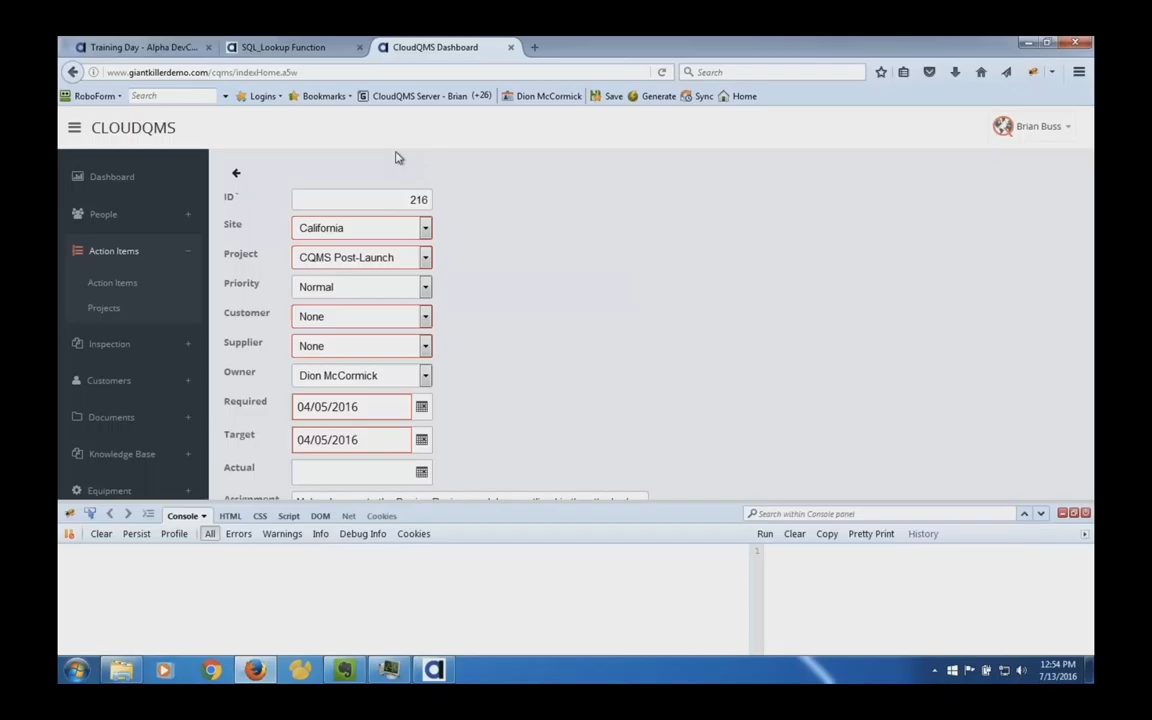 Training Day - Alpha DevC... × SQL_Lookup Function × CloudQMS Dashboard × +
www.giantkillerdemo.com/cqms/indexHome.a5w Search
RoboForm Search Logins Bookmarks CloudQMS Server - Brian (+26) Dion McCormick Save Generate Sync Home
CLOUDQMS Brian Buss
Dashboard
People +
Action Items −
Action Items
Projects
Inspection +
Customers +
Documents +
Knowledge Base +
Equipment +
ID* 216
Site California
Project CQMS Post-Launch
Priority Normal
Customer None
Supplier None
Owner Dion McCormick
Required 04/05/2016
Target 04/05/2016
Actual
Console HTML CSS Script DOM Net Cookies Search within Console panel
Clear Persist Profile All Errors Warnings Info Debug Info Cookies Run Clear Copy Pretty Print History
1
12:54 PM
7/13/2016